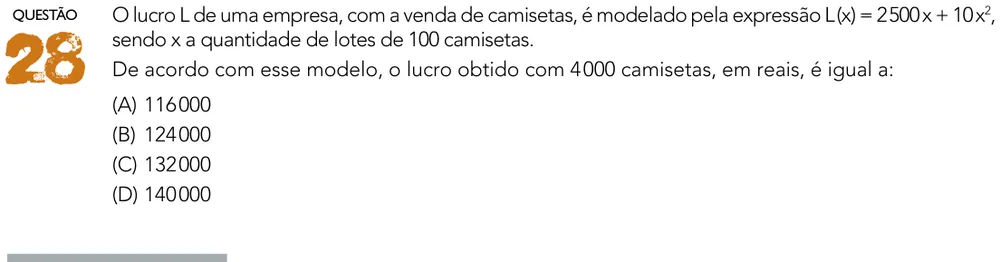 QUESTÃO
28
O lucro L de uma empresa, com a venda de camisetas, é modelado pela expressão L(x) = 2500x + 10x²,
sendo x a quantidade de lotes de 100 camisetas.
De acordo com esse modelo, o lucro obtido com 4000 camisetas, em reais, é igual a:
(A) 116000
(B) 124000
(C) 132000
(D) 140000